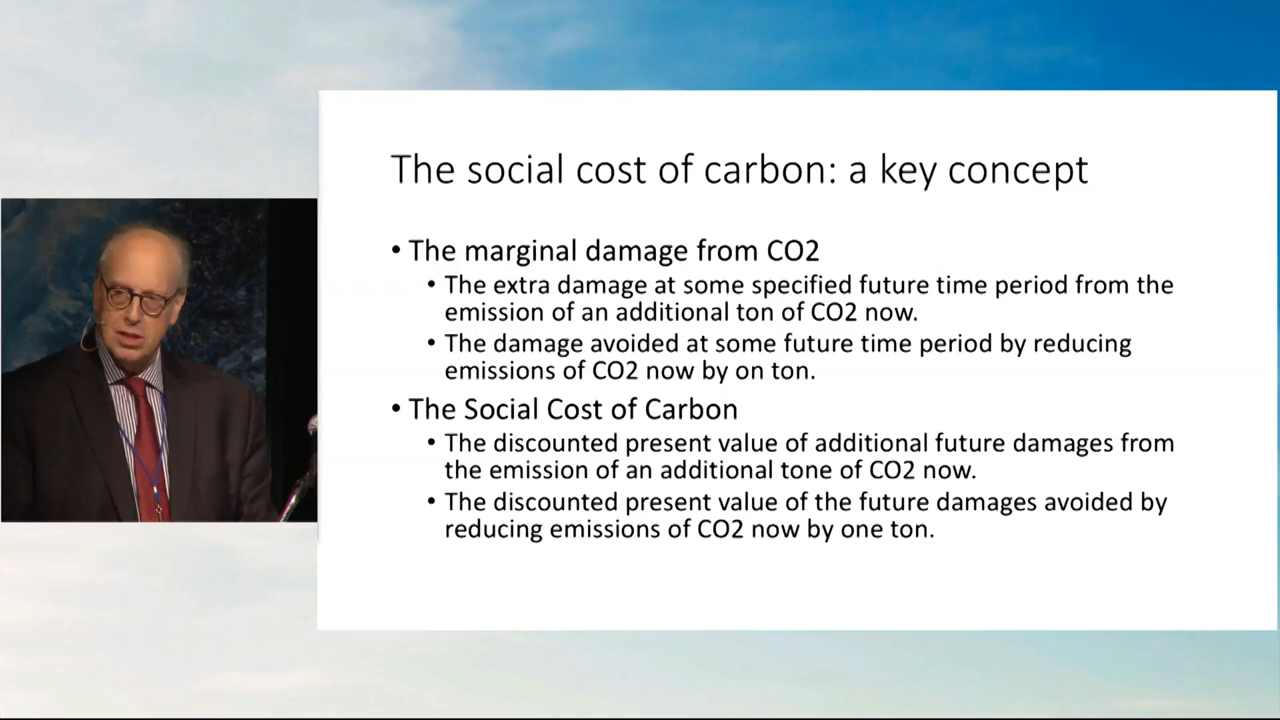 The social cost of carbon: a key concept
• The marginal damage from CO2
• The extra damage at some specified future time period from the
emission of an additional ton of CO2 now.
• The damage avoided at some future time period by reducing
emissions of CO2 now by on ton.
• The Social Cost of Carbon
• The discounted present value of additional future damages from
the emission of an additional tone of CO2 now.
• The discounted present value of the future damages avoided by
reducing emissions of CO2 now by one ton.